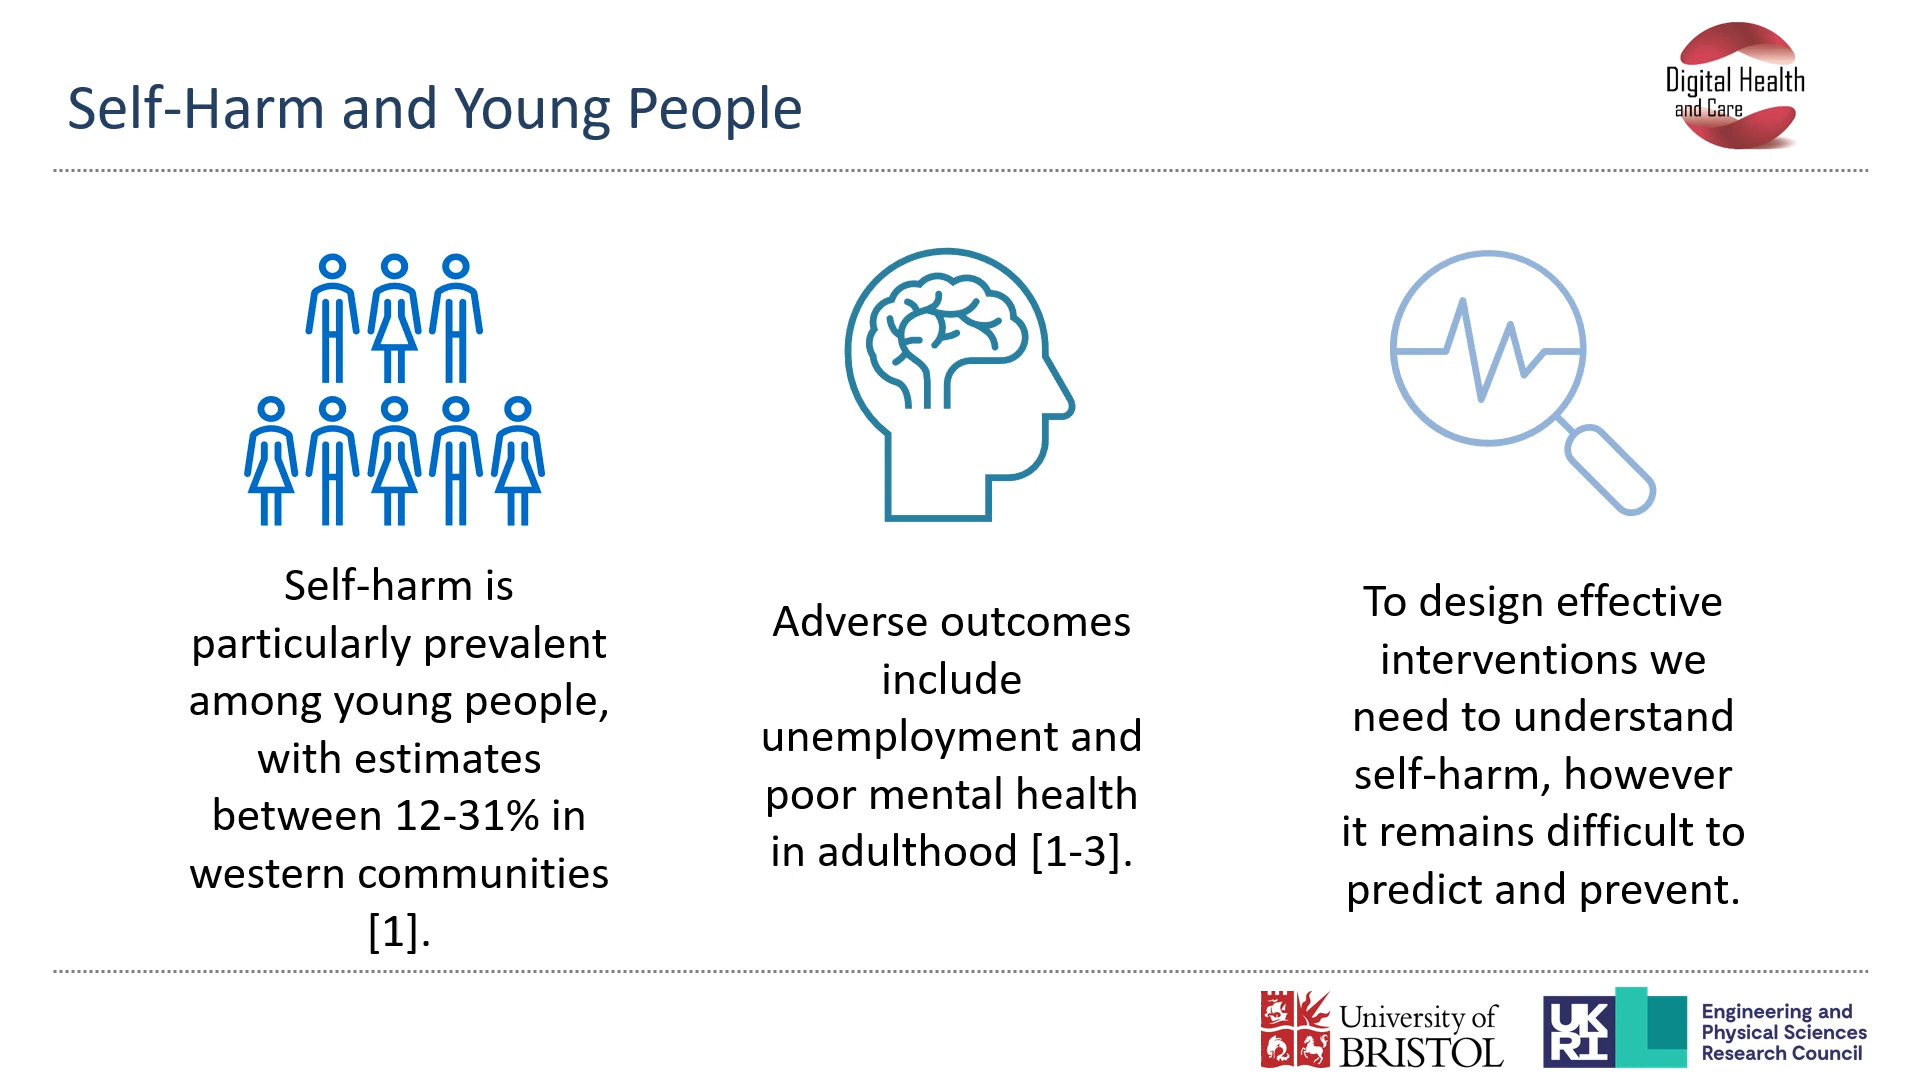 Self-Harm and Young People
Digital Health
and Care
Self-harm is
particularly prevalent
among young people,
with estimates
between 12-31% in
western communities
[1].
Adverse outcomes
include
unemployment and
poor mental health
in adulthood [1-3].
To design effective
interventions we
need to understand
self-harm, however
it remains difficult to
predict and prevent.
University of
BRISTOL
UK
RI
Engineering and
Physical Sciences
Research Council